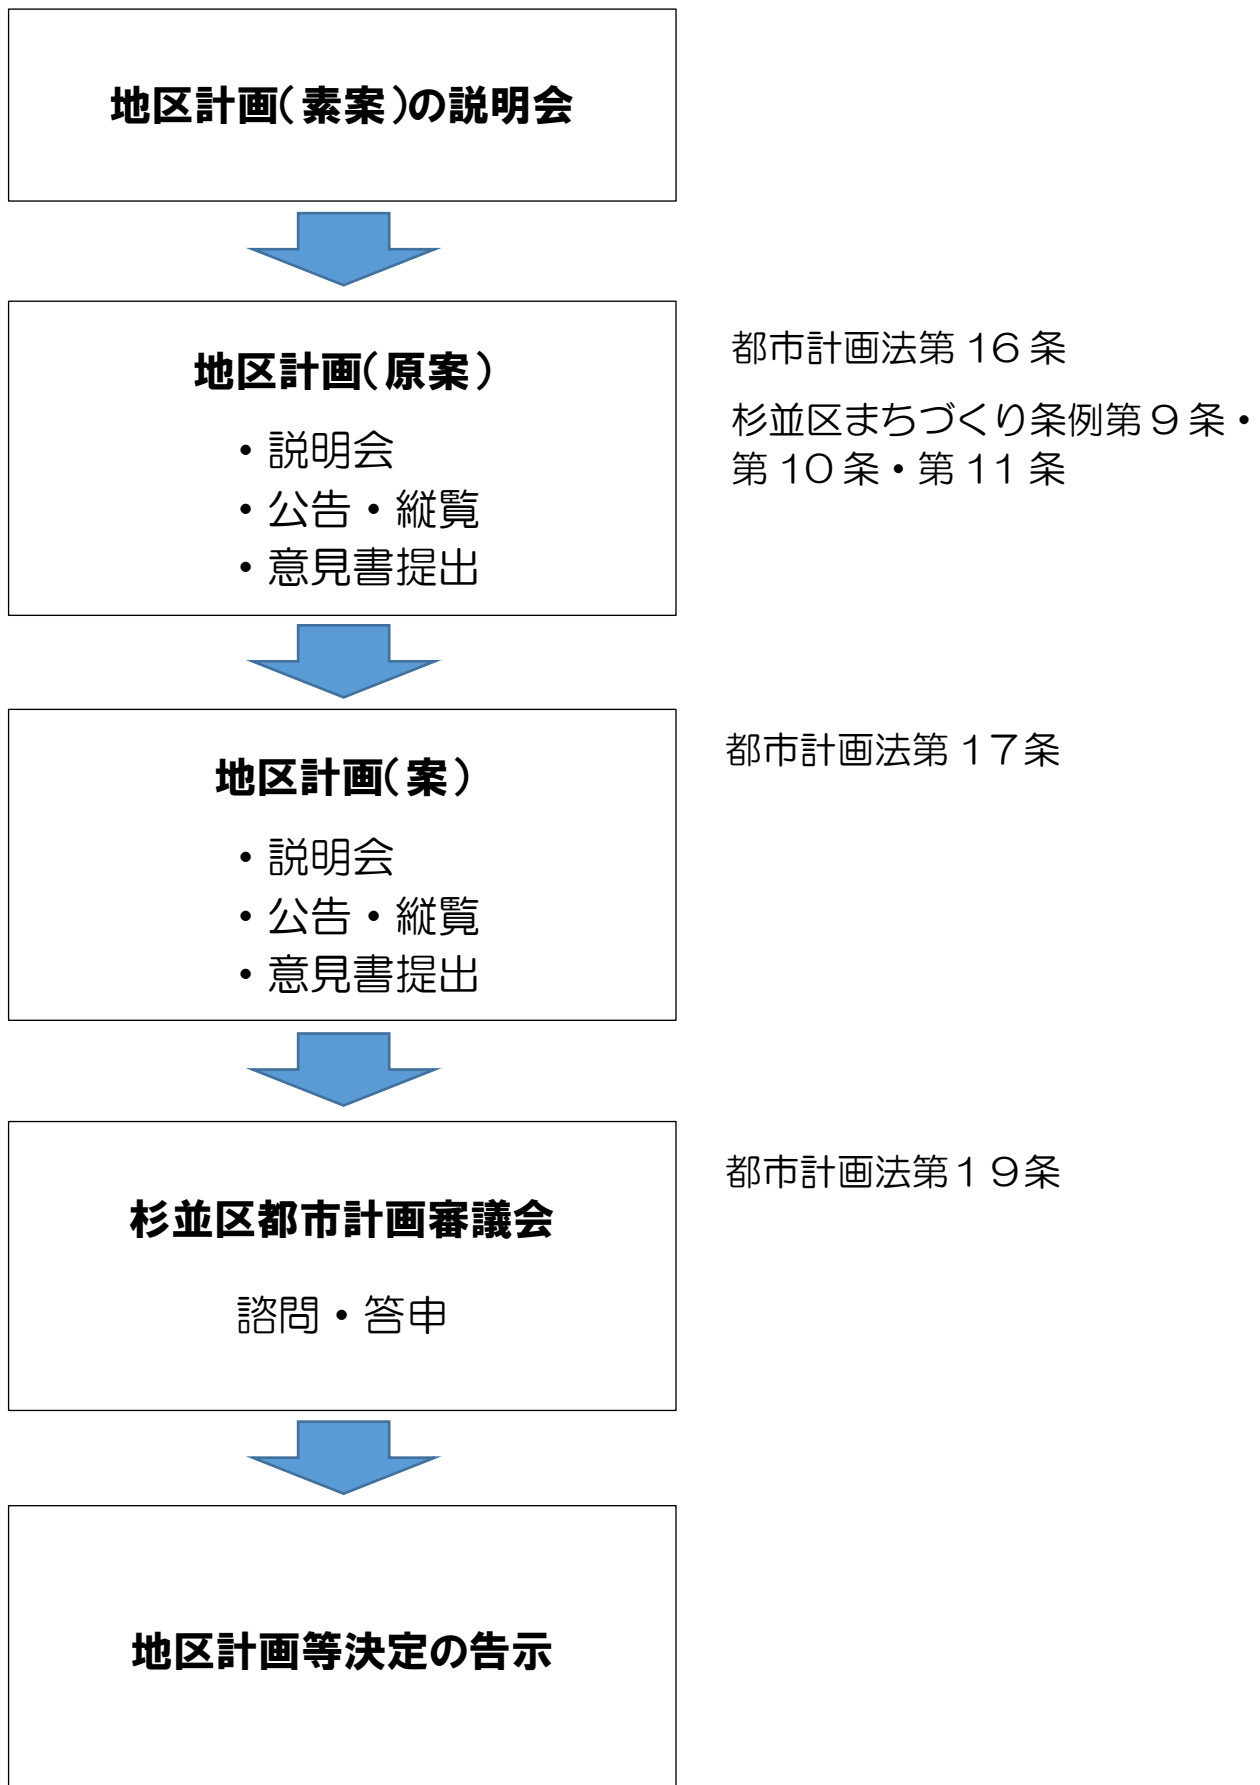 地区計画(素案)の説明会
地区計画(原案)
・説明会
・公告・縦覧
・意見書提出
都市計画法第16条
杉並区まちづくり条例第9条・
第10条・第11条
地区計画(案)
・説明会
・公告・縦覧
・意見書提出
都市計画法第17条
杉並区都市計画審議会
諮問・答申
都市計画法第19条
地区計画等決定の告示